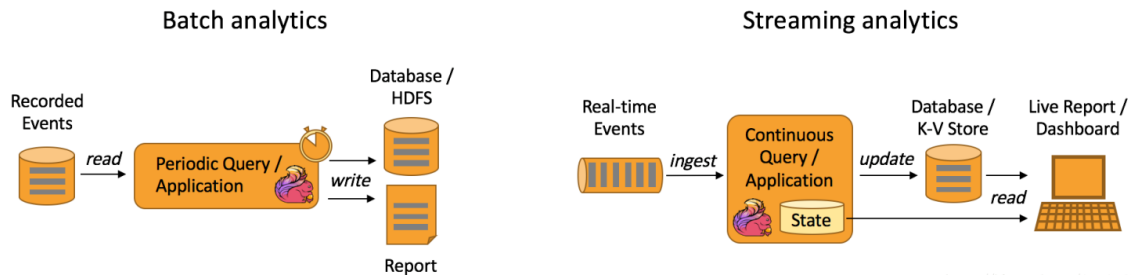 Batch analytics
Recorded
Events
read
Periodic Query /
Application
write
Database /
HDFS
Report
Streaming analytics
Real-time
Events
ingest
Continuous
Query /
Application
State
update
Database /
K-V Store
read
Live Report /
Dashboard